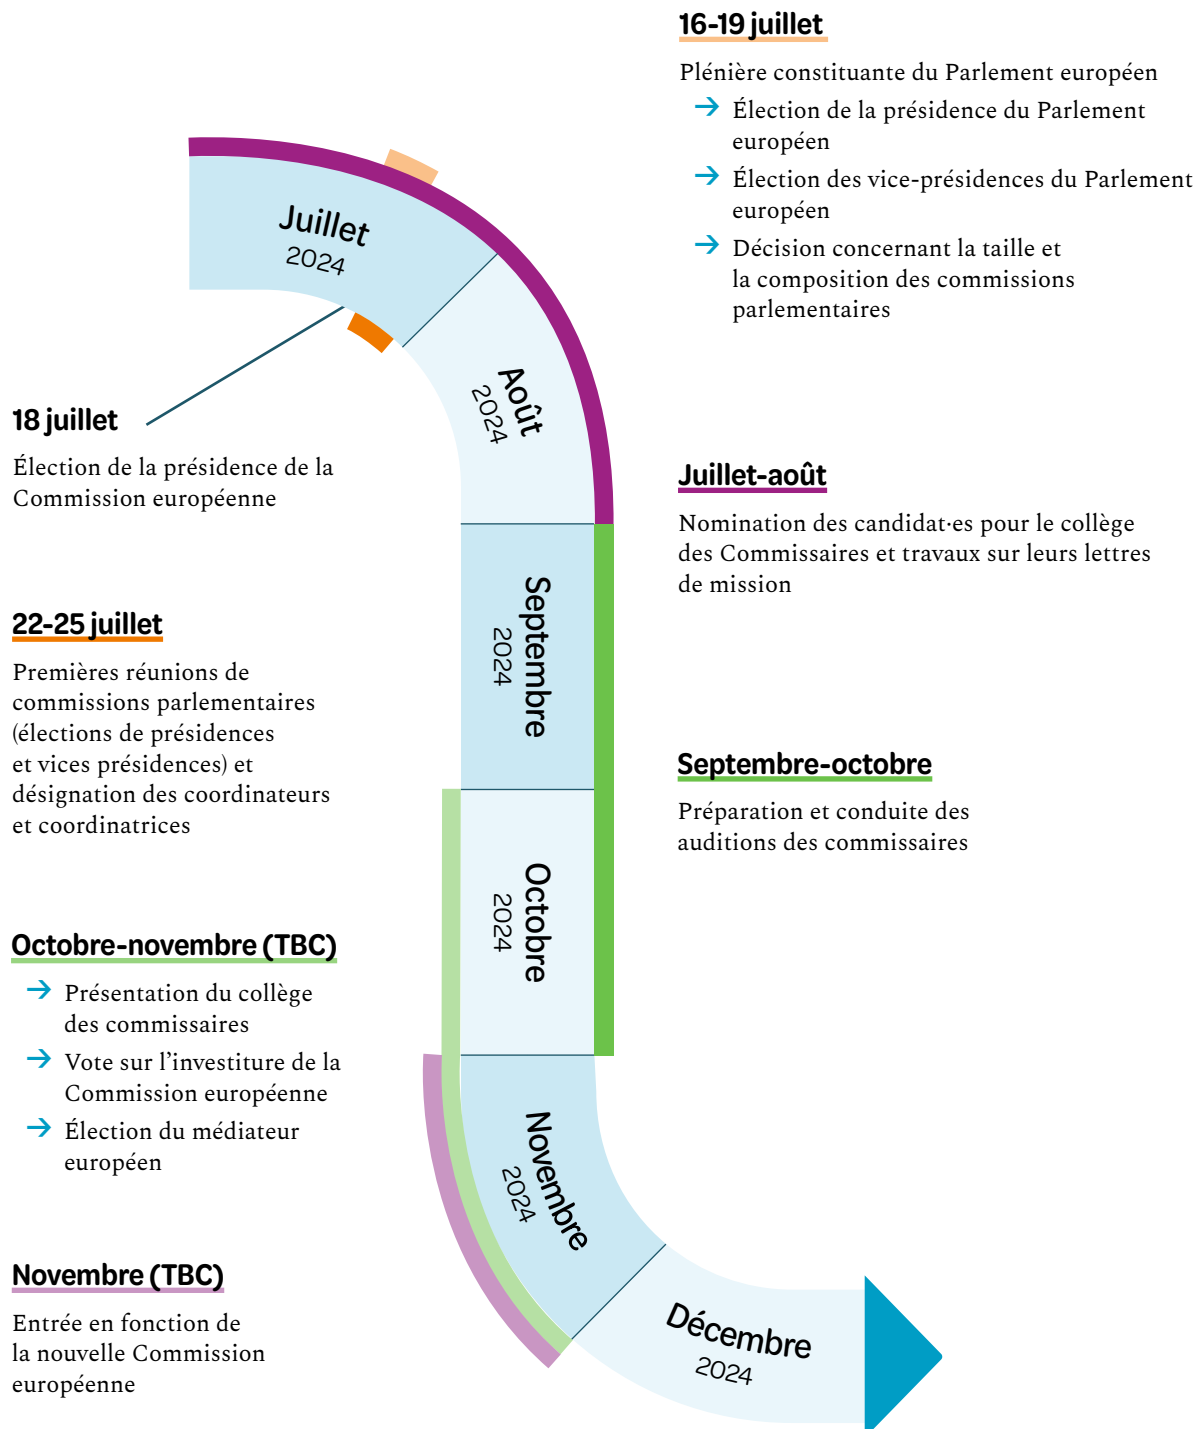 16-19 juillet
Plénière constituante du Parlement européen
→ Élection de la présidence du Parlement
européen
→ Élection des vice-présidences du Parlement
européen
→ Décision concernant la taille et
la composition des commissions
parlementaires
Juillet
2024
Août
2024
18 juillet
Élection de la présidence de la
Commission européenne
Juillet-août
Nomination des candidat·es pour le collège
des Commissaires et travaux sur leurs lettres
de mission
Septembre
2024
22-25 juillet
Premières réunions de
commissions parlementaires
(élections de présidences
et vices présidences) et
désignation des coordinateurs
et coordinatrices
Septembre-octobre
Préparation et conduite des
auditions des commissaires
Octobre
2024
Octobre-novembre (TBC)
→ Présentation du collège
des commissaires
→ Vote sur l’investiture de la
Commission européenne
→ Élection du médiateur
européen
Novembre
2024
Novembre (TBC)
Entrée en fonction de
la nouvelle Commission
européenne
Décembre
2024